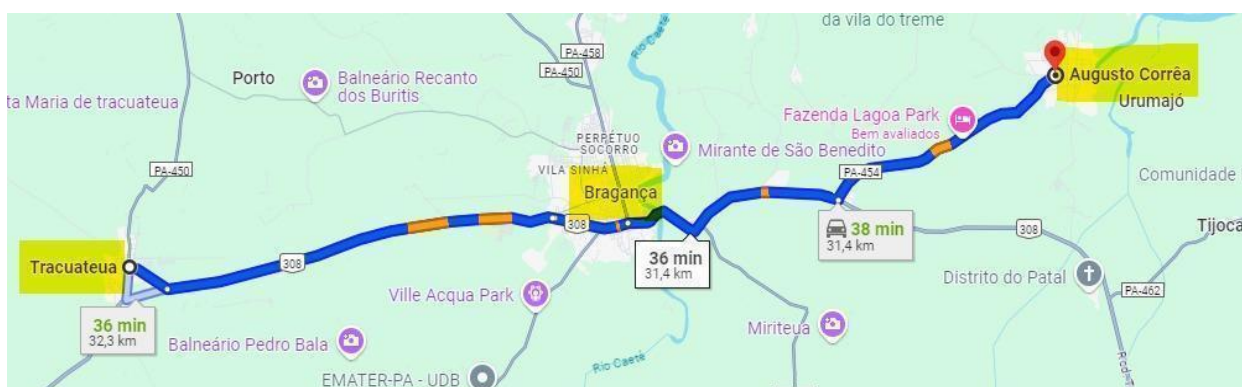 da vila do treme
Rio Caeté
PA-458
PA-450
Porto
Balneário Recanto
dos Buritis
ta Maria de tracuateua
Augusto Corrêa
Urumajó
Fazenda Lagoa Park
Bem avaliados
PERPÉTUO
SOCORRO
Mirante de São Benedito
VILA SINHÁ
PA-450
PA-454
Comunidade
Bragança
308
38 min
31,4 km
308
Tijoca
Tracuateua
308
36 min
31,4 km
Distrito do Patal
PA-462
Ville Acqua Park
36 min
32,3 km
Miriteua
Balneário Pedro Bala
Rio Caeté
EMATER-PA - UDB